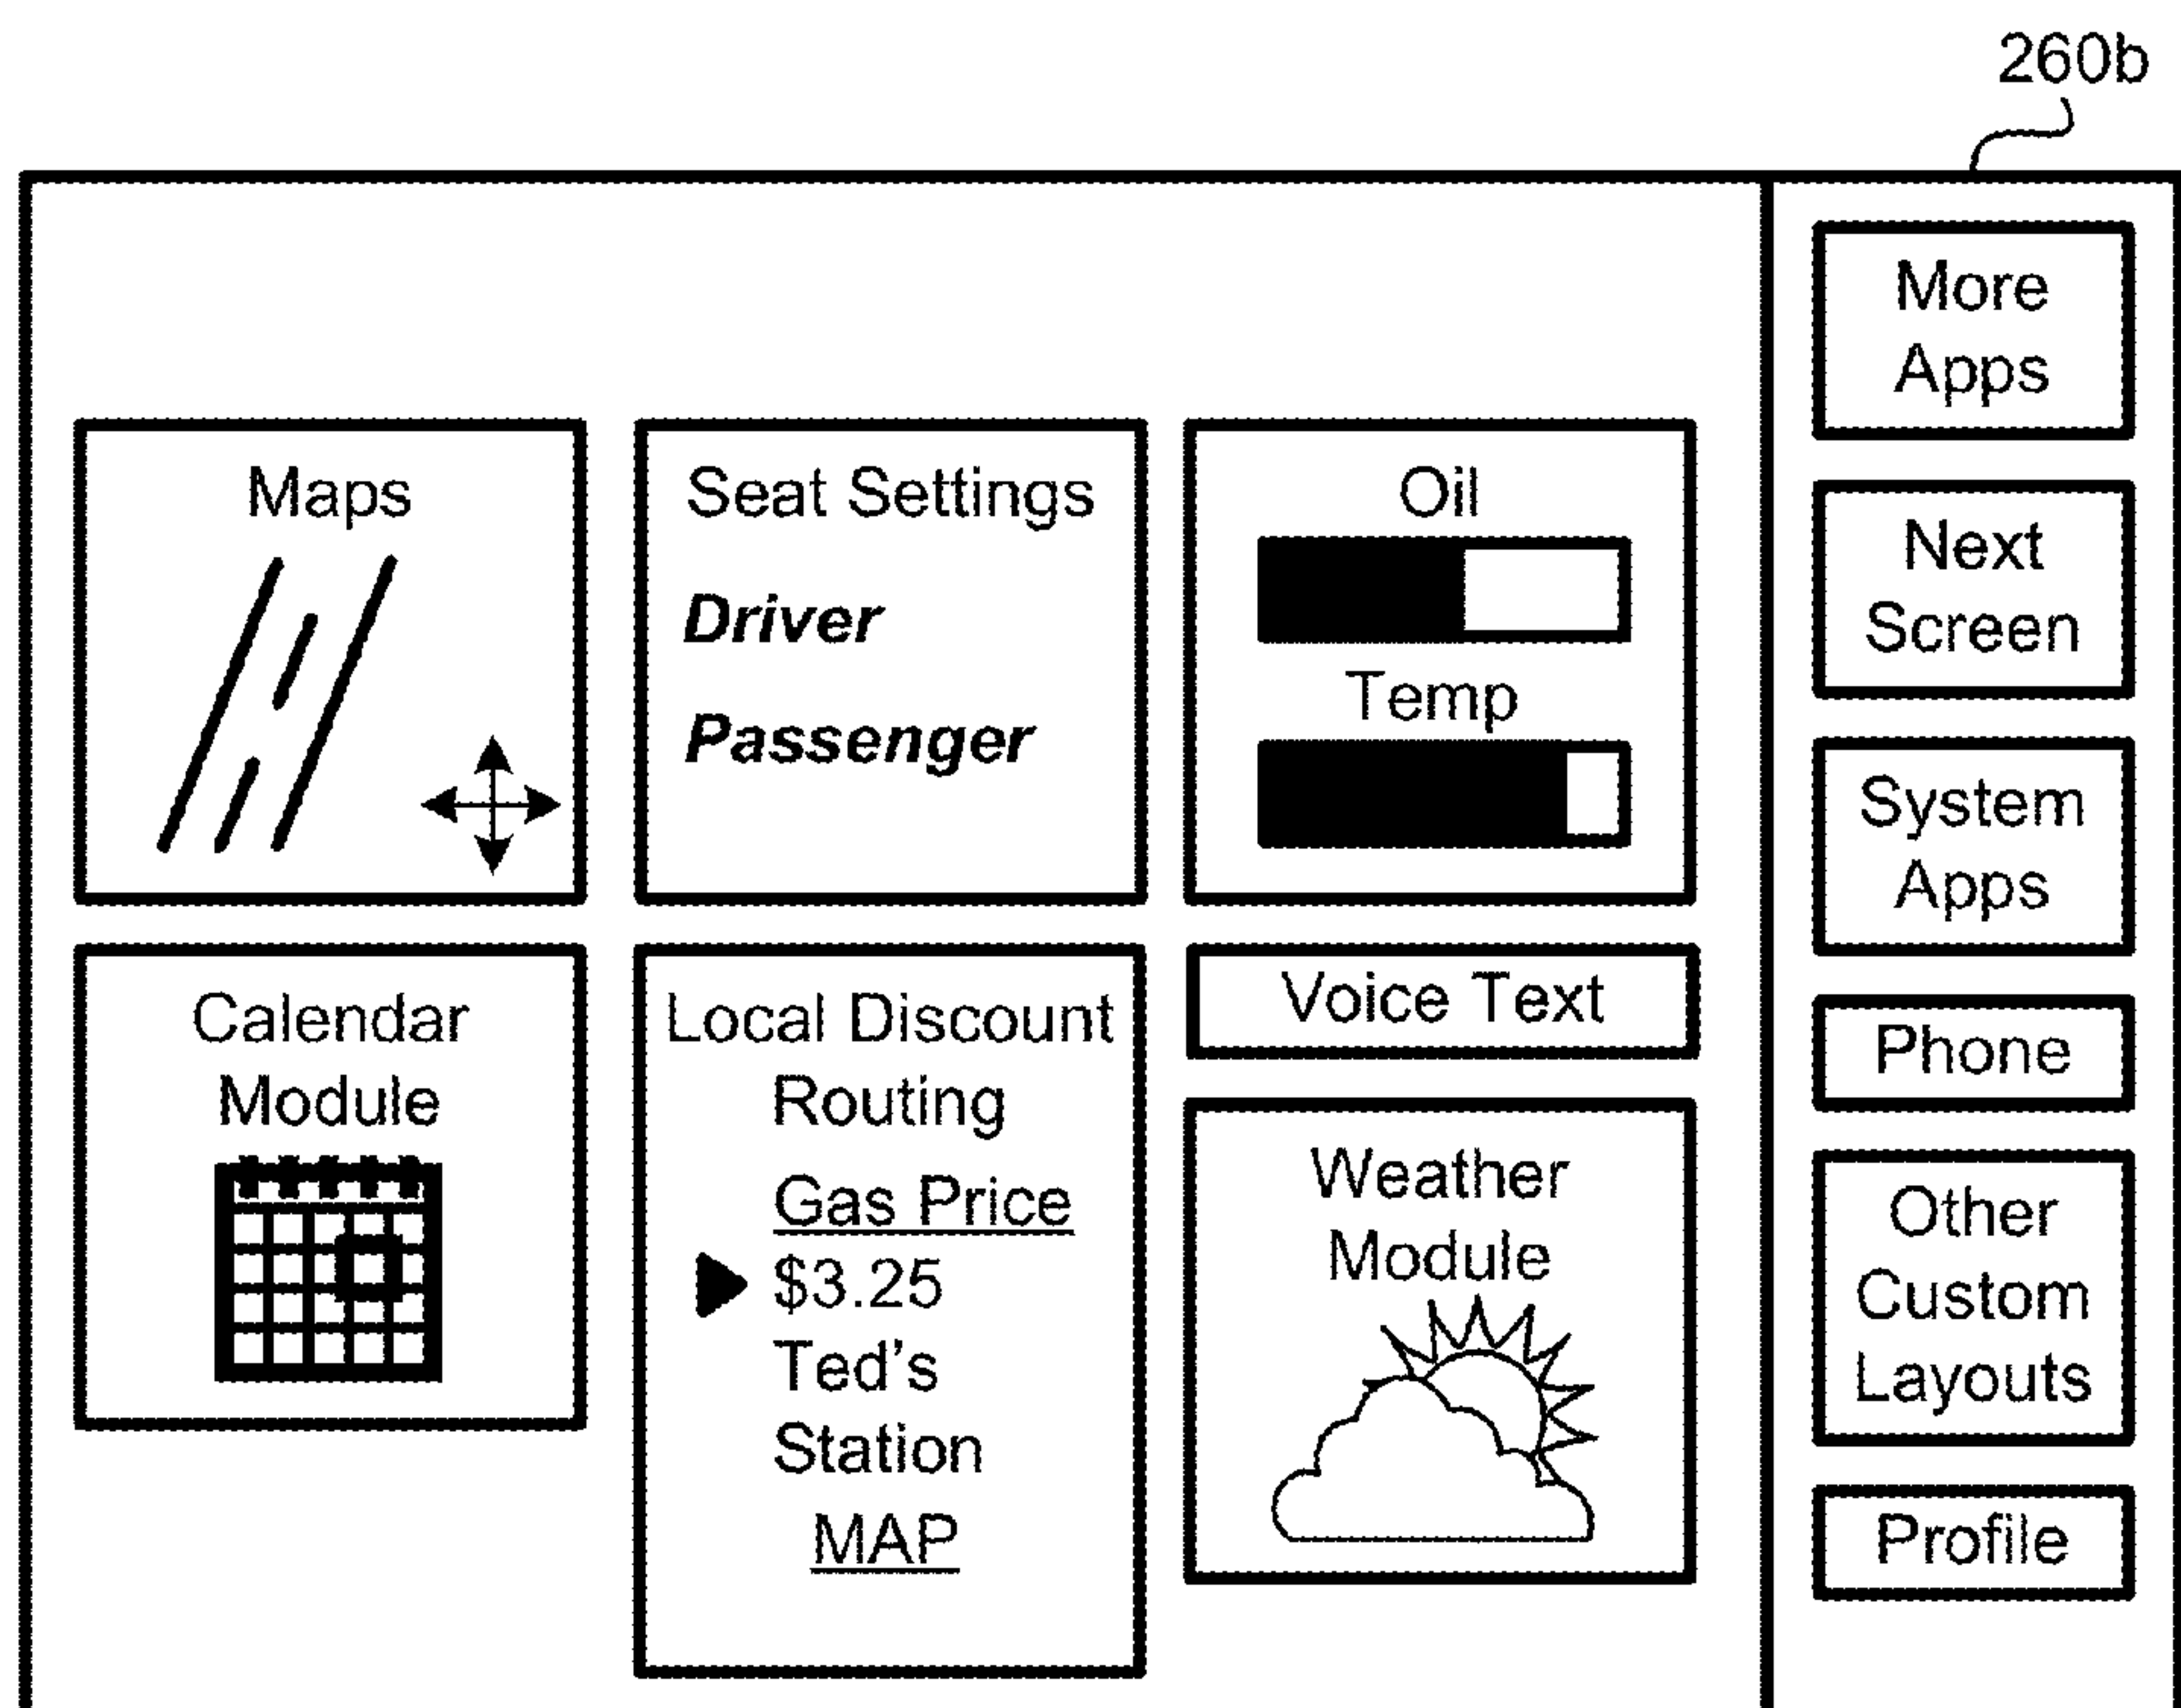 260b
Maps
Seat Settings
Driver
Passenger
Oil
Temp
Calendar
Module
Local Discount
Routing
Gas Price
$3.25
Ted's
Station
MAP
Voice Text
Weather
Module
More
Apps
Next
Screen
System
Apps
Phone
Other
Custom
Layouts
Profile